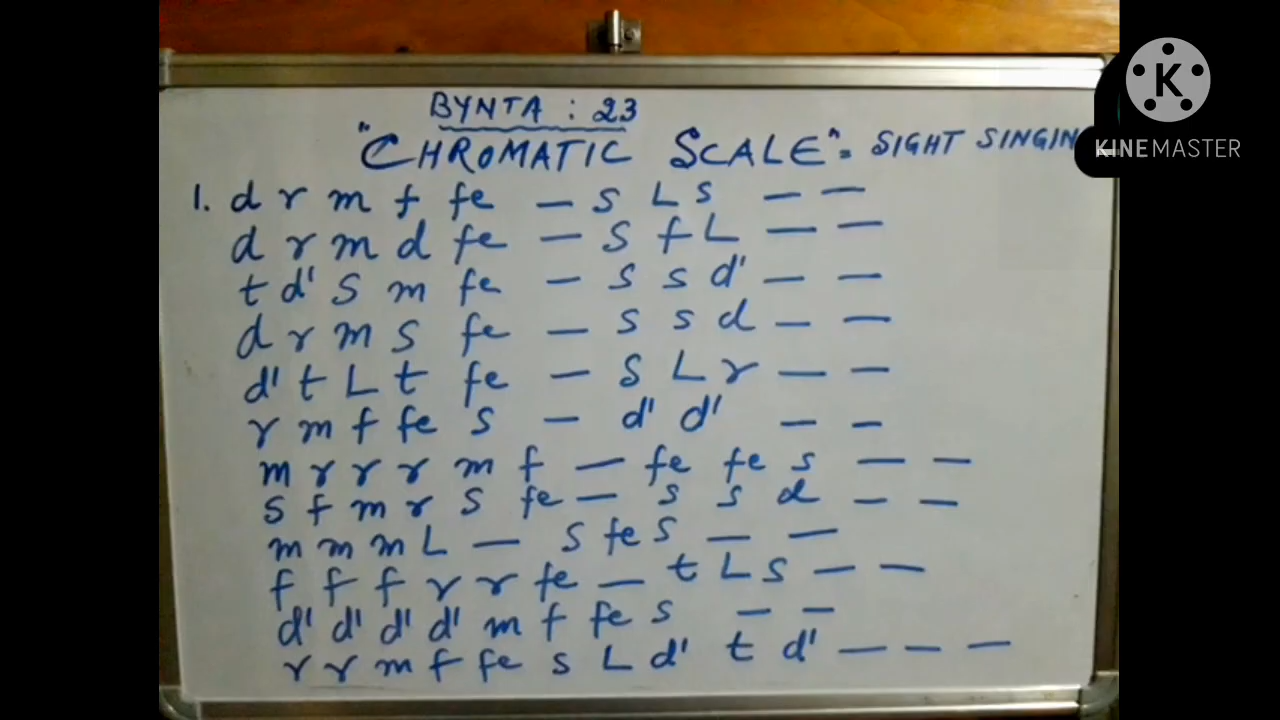 BYNTA : 23
"CHROMATIC SCALE" = SIGHT SINGIN
KINEMASTER
1. d r m f fe — s L s — —
d r m d fe — s f L — —
t d' s m fe — s s d' — —
d r m s fe — s s d — —
d' t L t fe — s L r — —
r m f fe s — d' d' — —
m r r r m f — fe fe s — —
s f m r s fe — s s d — —
m m m L — s fe s — —
f f f r r fe — t L s — —
d' d' d' d' m f fe s — —
r r m f fe s L d' t d' — — —